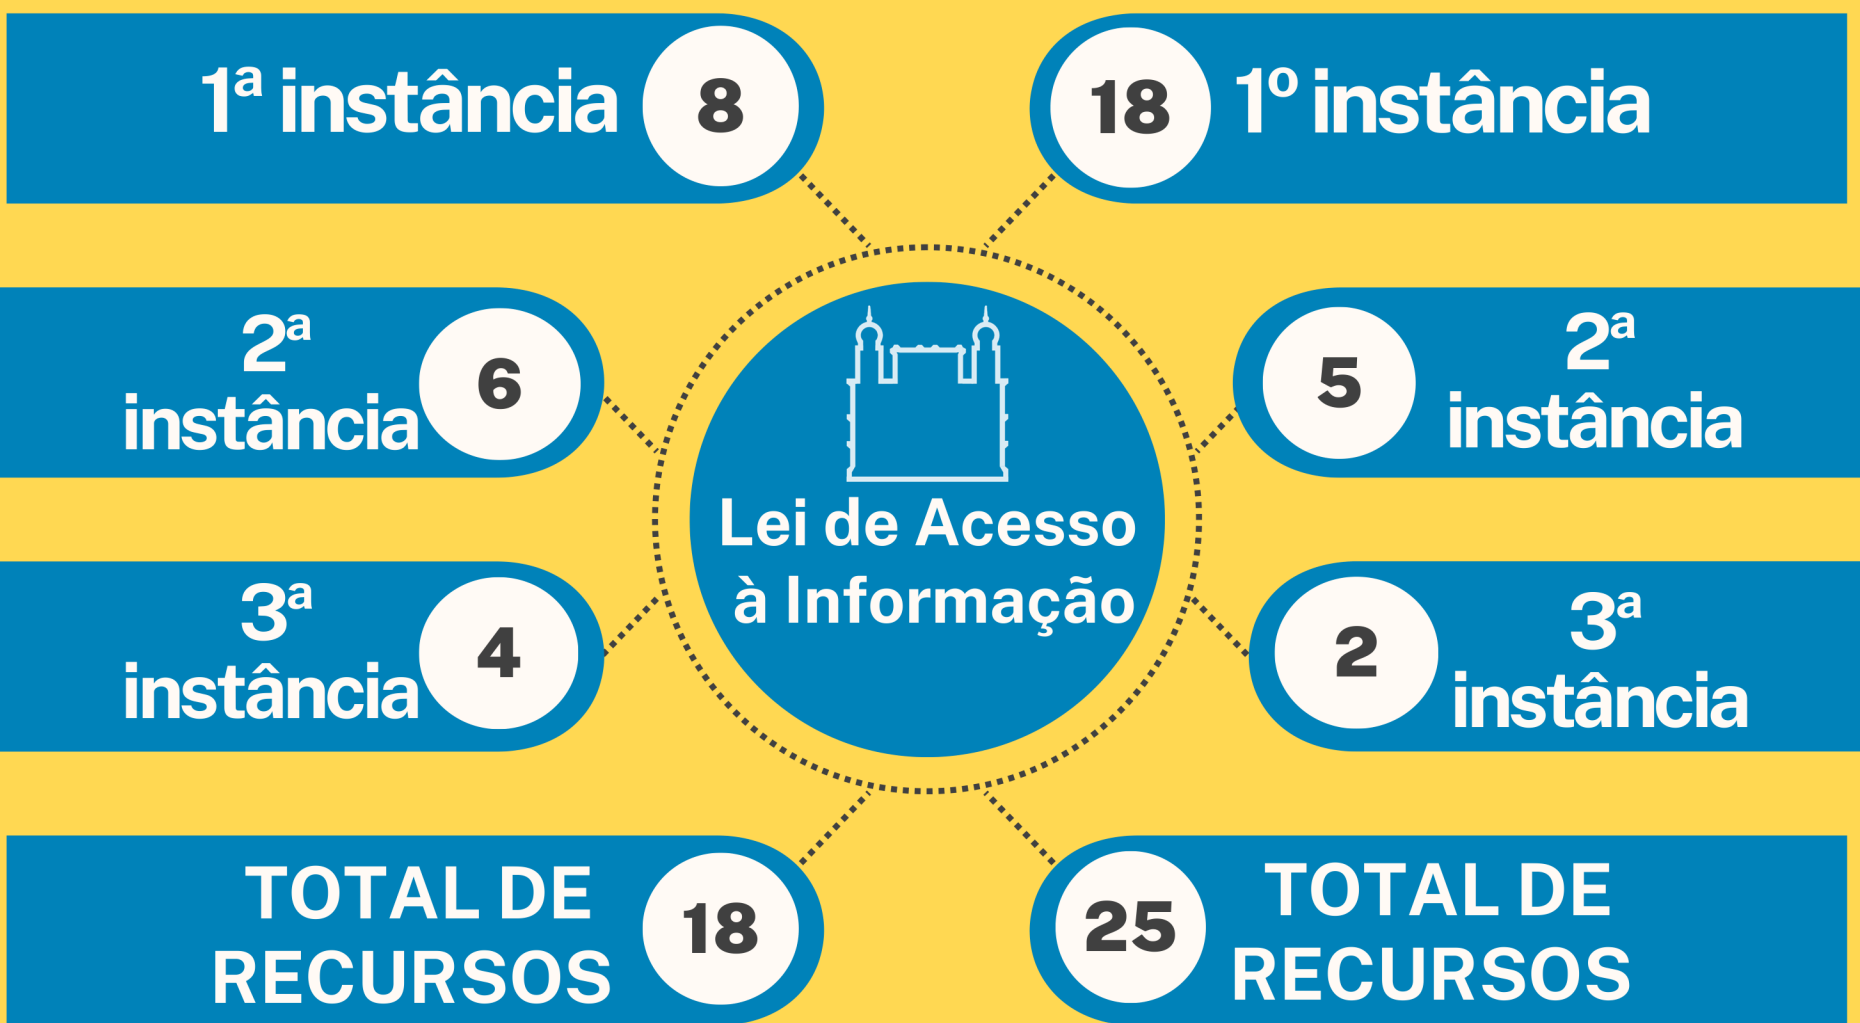 1ª instância 8
18 1º instância
2ª
instância
6
5
2ª
instância
Lei de Acesso
à Informação
3ª
instância
4
2
3ª
instância
TOTAL DE
RECURSOS
18
25
TOTAL DE
RECURSOS